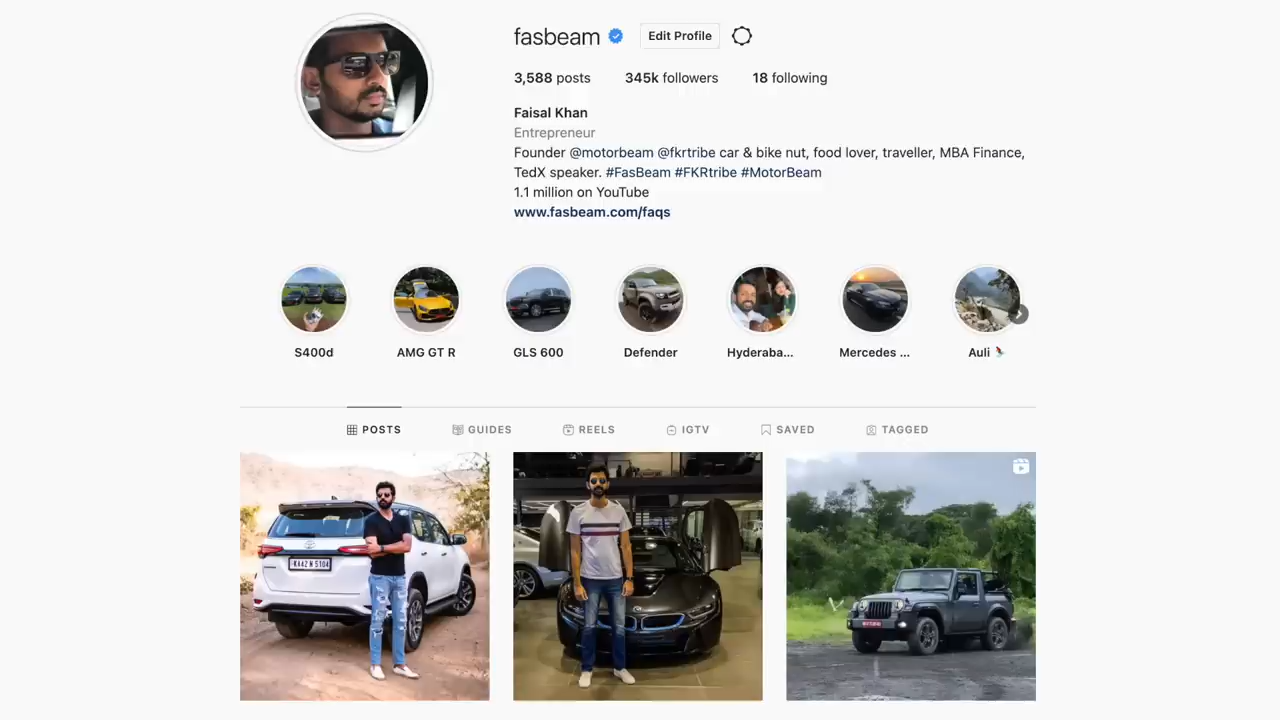 fasbeam Edit Profile
3,588 posts 345k followers 18 following
Faisal Khan
Entrepreneur
Founder @motorbeam @fkrtribe car & bike nut, food lover, traveller, MBA Finance,
TedX speaker. #FasBeam #FKRtribe #MotorBeam
1.1 million on YouTube
www.fasbeam.com/faqs
S400d AMG GT R GLS 600 Defender Hyderaba... Mercedes ... Auli
POSTS GUIDES REELS IGTV SAVED TAGGED
KA42 N 5104